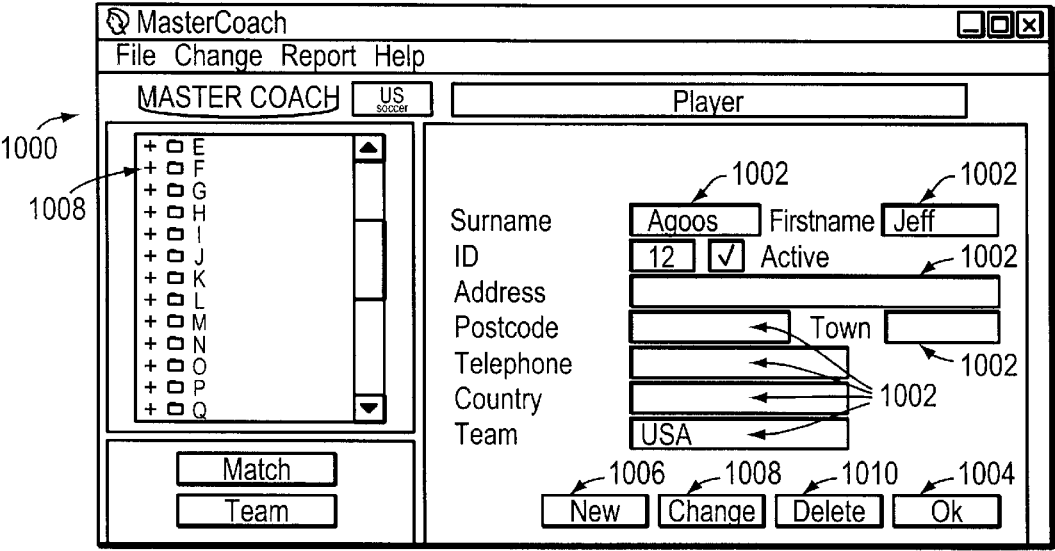 MasterCoach
File Change Report Help
MASTER COACH US soccer Player
1000
1008
+ E
+ F
+ G
+ H
+ I
+ J
+ K
+ L
+ M
+ N
+ O
+ P
+ Q
Match
Team
1002 1002
Surname Agoos Firstname Jeff
ID 12 √ Active 1002
Address
Postcode Town
Telephone 1002
Country 1002
Team USA
1006 1008 1010 1004
New Change Delete Ok